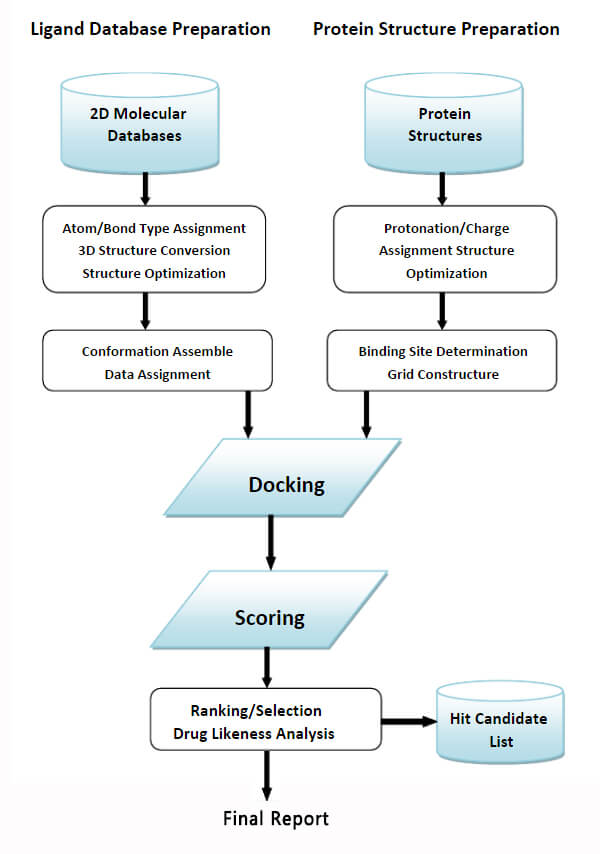 Ligand Database Preparation
Protein Structure Preparation
2D Molecular
Databases
Protein
Structures
Atom/Bond Type Assignment
3D Structure Conversion
Structure Optimization
Protonation/Charge
Assignment Structure
Optimization
Conformation Assemble
Data Assignment
Binding Site Determination
Grid Constructure
Docking
Scoring
Ranking/Selection
Drug Likeness Analysis
Hit Candidate
List
Final Report